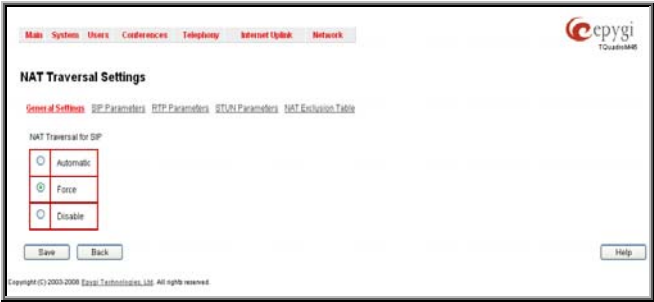 Main System Users Conferences Telephony Internet Uplink Network
epygi
TQuadroM46
NAT Traversal Settings
General Settings SIP Parameters RTP Parameters STUN Parameters NAT Exclusion Table
NAT Traversal for SIP
Automatic
Force
Disable
Save Back Help
Copyright (C) 2003-2008 Epygi Technologies, Ltd. All rights reserved.